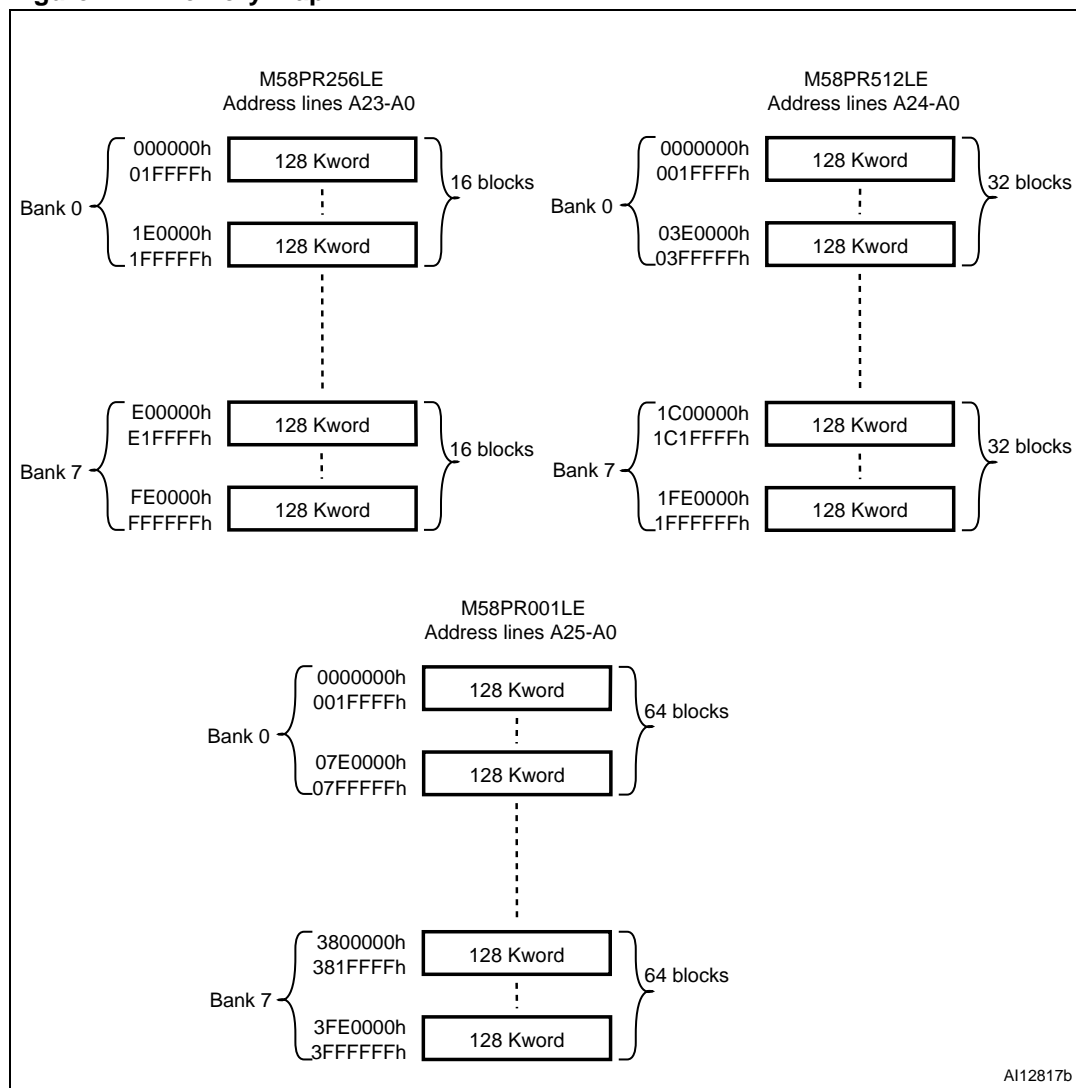 M58PR256LE
Address lines A23-A0
000000h
01FFFFh
128 Kword
Bank 0
16 blocks
1E0000h
1FFFFFh
128 Kword
E00000h
E1FFFFh
128 Kword
Bank 7
16 blocks
FE0000h
FFFFFFh
128 Kword
M58PR512LE
Address lines A24-A0
0000000h
001FFFFh
128 Kword
Bank 0
32 blocks
03E0000h
03FFFFFh
128 Kword
1C00000h
1C1FFFFh
128 Kword
Bank 7
32 blocks
1FE0000h
1FFFFFFh
128 Kword
M58PR001LE
Address lines A25-A0
0000000h
001FFFFh
128 Kword
Bank 0
64 blocks
07E0000h
07FFFFFh
128 Kword
3800000h
381FFFFh
128 Kword
Bank 7
64 blocks
3FE0000h
3FFFFFFh
128 Kword
AI12817b